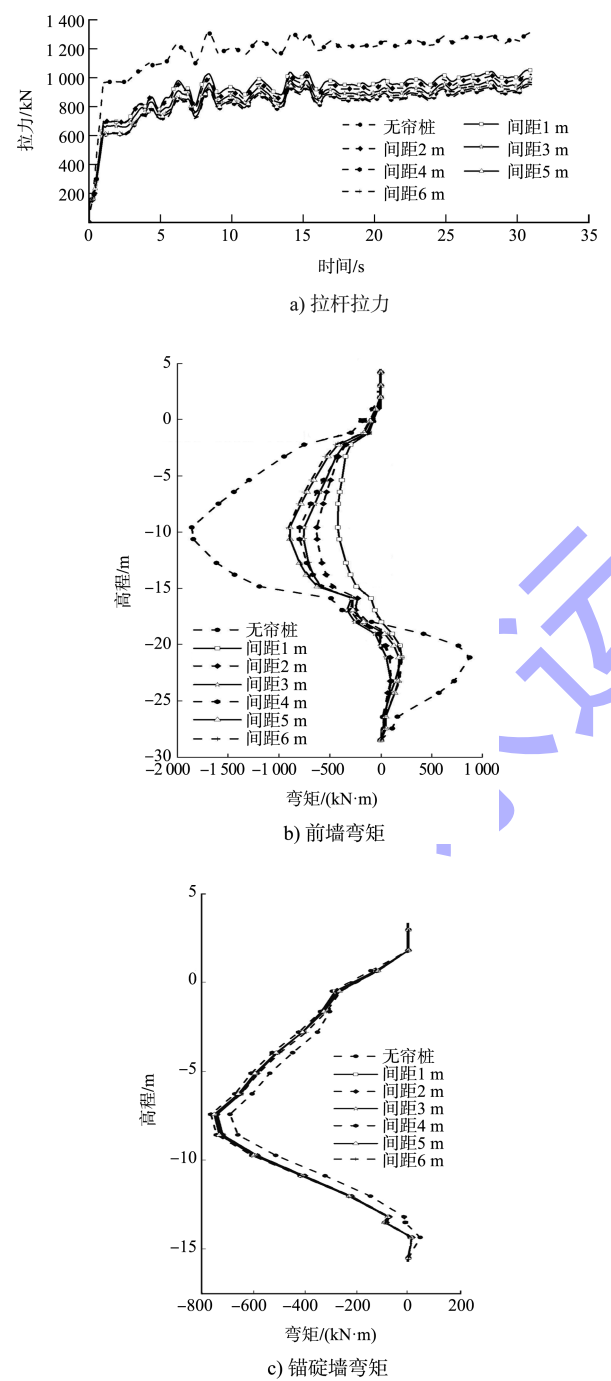 1 400
1 200
1 000
800
600
400
200
拉力/kN
无帘桩 间距1 m
间距2 m 间距3 m
间距4 m 间距5 m
间距6 m
0 5 10 15 20 25 30 35
时间/s
a) 拉杆拉力
5
0
−5
−10
−15
−20
−25
−30
高程/m
无帘桩
间距1 m
间距2 m
间距3 m
间距4 m
间距5 m
间距6 m
−2 000 −1 500 −1 000 −500 0 500 1 000
弯矩/(kN·m)
b) 前墙弯矩
5
0
−5
−10
−15
高程/m
无帘桩
间距1 m
间距2 m
间距3 m
间距4 m
间距5 m
间距6 m
−800 −600 −400 −200 0 200
弯矩/(kN·m)
c) 锚碇墙弯矩